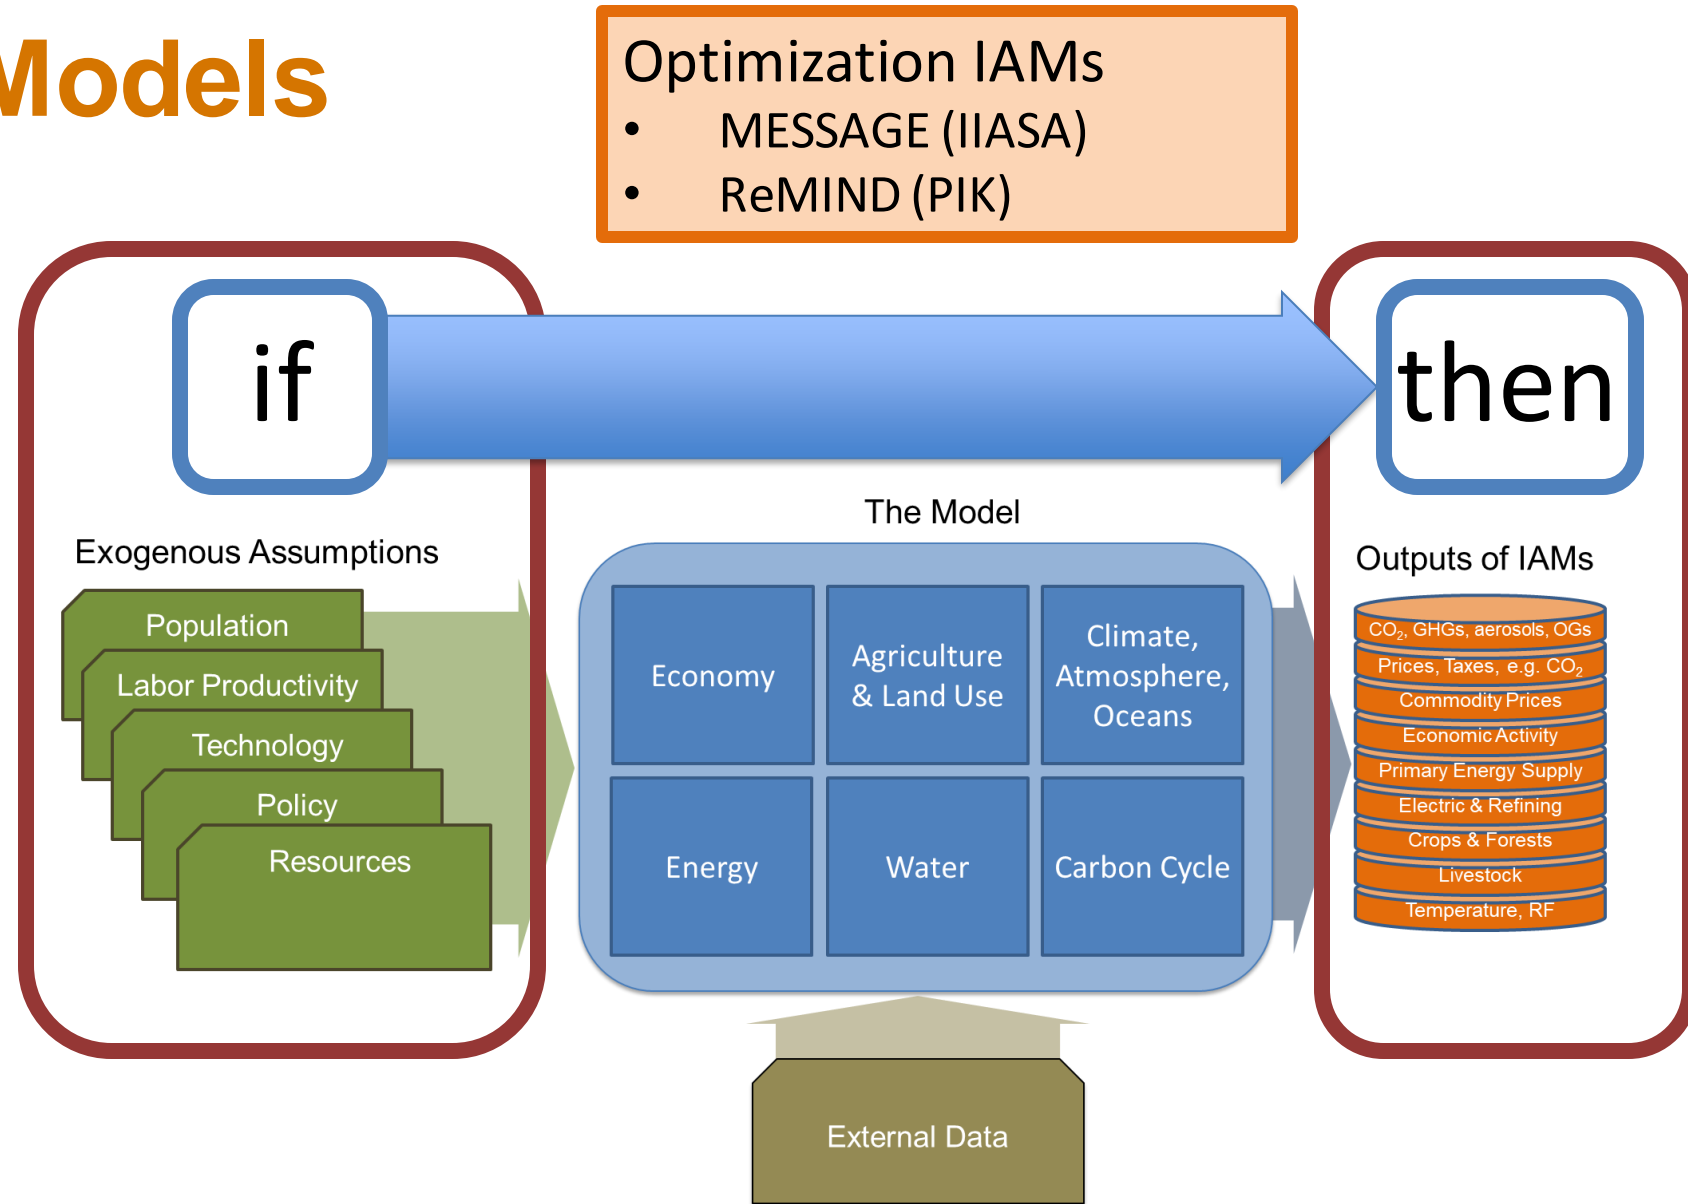 Models
Optimization IAMs
• MESSAGE (IIASA)
• ReMIND (PIK)
if
then
The Model
Exogenous Assumptions
Population
Labor Productivity
Technology
Policy
Resources
Economy
Agriculture
& Land Use
Climate,
Atmosphere,
Oceans
Energy
Water
Carbon Cycle
External Data
Outputs of IAMs
CO₂, GHGs, aerosols, OGs
Prices, Taxes, e.g. CO₂
Commodity Prices
Economic Activity
Primary Energy Supply
Electric & Refining
Crops & Forests
Livestock
Temperature, RF